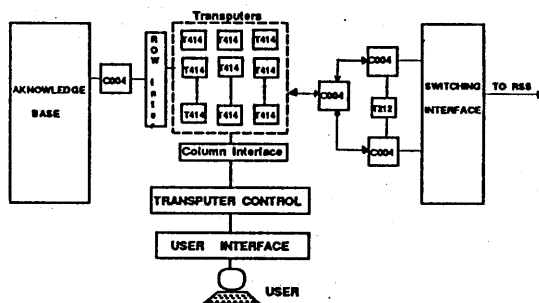 Transputers
T414 T414 T414
T414 T414 T414
T414 T414 T414
ROW Inter
AKNOWLEDGE
BASE
C004
C004
C004
T212
C004
SWITCHING
INTERFACE
TO RSS
Column Interface
TRANSPUTER CONTROL
USER INTERFACE
USER